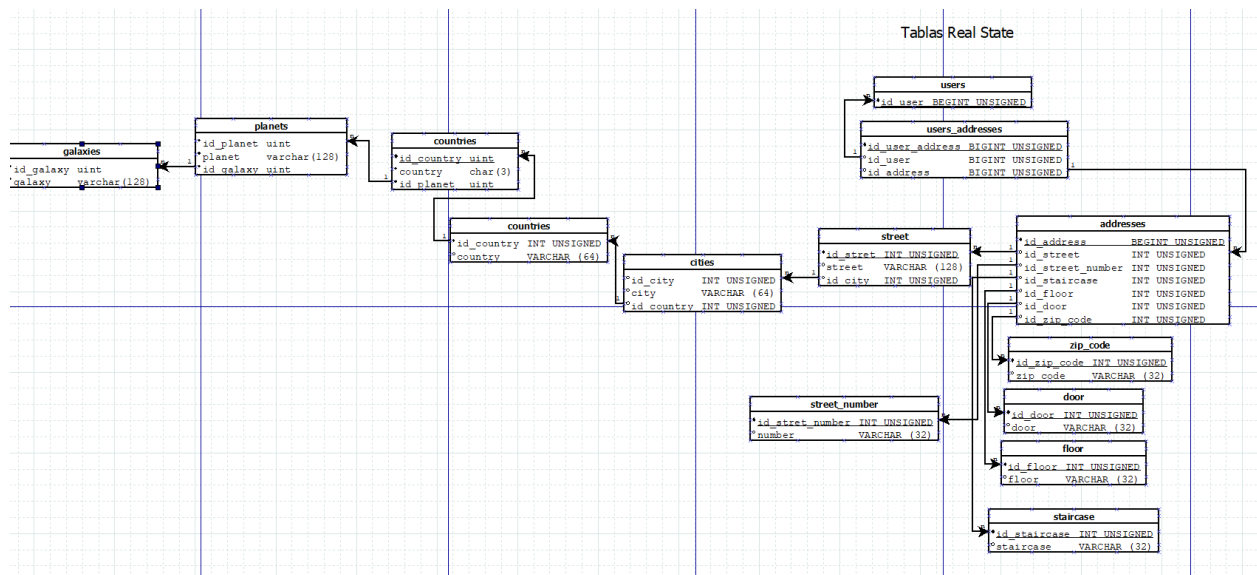 Tablas Real State
users
id_user BEGINT UNSIGNED
users_addresses
id_user_address BIGINT UNSIGNED
id_user BIGINT UNSIGNED
id_address BIGINT UNSIGNED
planets
id_planet uint
planet varchar(128)
id_galaxy uint
galaxies
id_galaxy uint
galaxy varchar(128)
countries
id_country uint
country char(3)
id_planet uint
countries
id_country INT UNSIGNED
country VARCHAR (64)
cities
id_city INT UNSIGNED
city VARCHAR (64)
id_country INT UNSIGNED
street
id_stret INT UNSIGNED
street VARCHAR (128)
id_city INT UNSIGNED
addresses
id_address BEGINT UNSIGNED
id_street INT UNSIGNED
id_street_number INT UNSIGNED
id_staircase INT UNSIGNED
id_floor INT UNSIGNED
id_door INT UNSIGNED
id_zip_code INT UNSIGNED
zip_code
id_zip_code INT UNSIGNED
zip_code VARCHAR (32)
street_number
id_stret_number INT UNSIGNED
number VARCHAR (32)
door
id_door INT UNSIGNED
door VARCHAR (32)
floor
id_floor INT UNSIGNED
floor VARCHAR (32)
staircase
id_staircase INT UNSIGNED
staircase VARCHAR (32)